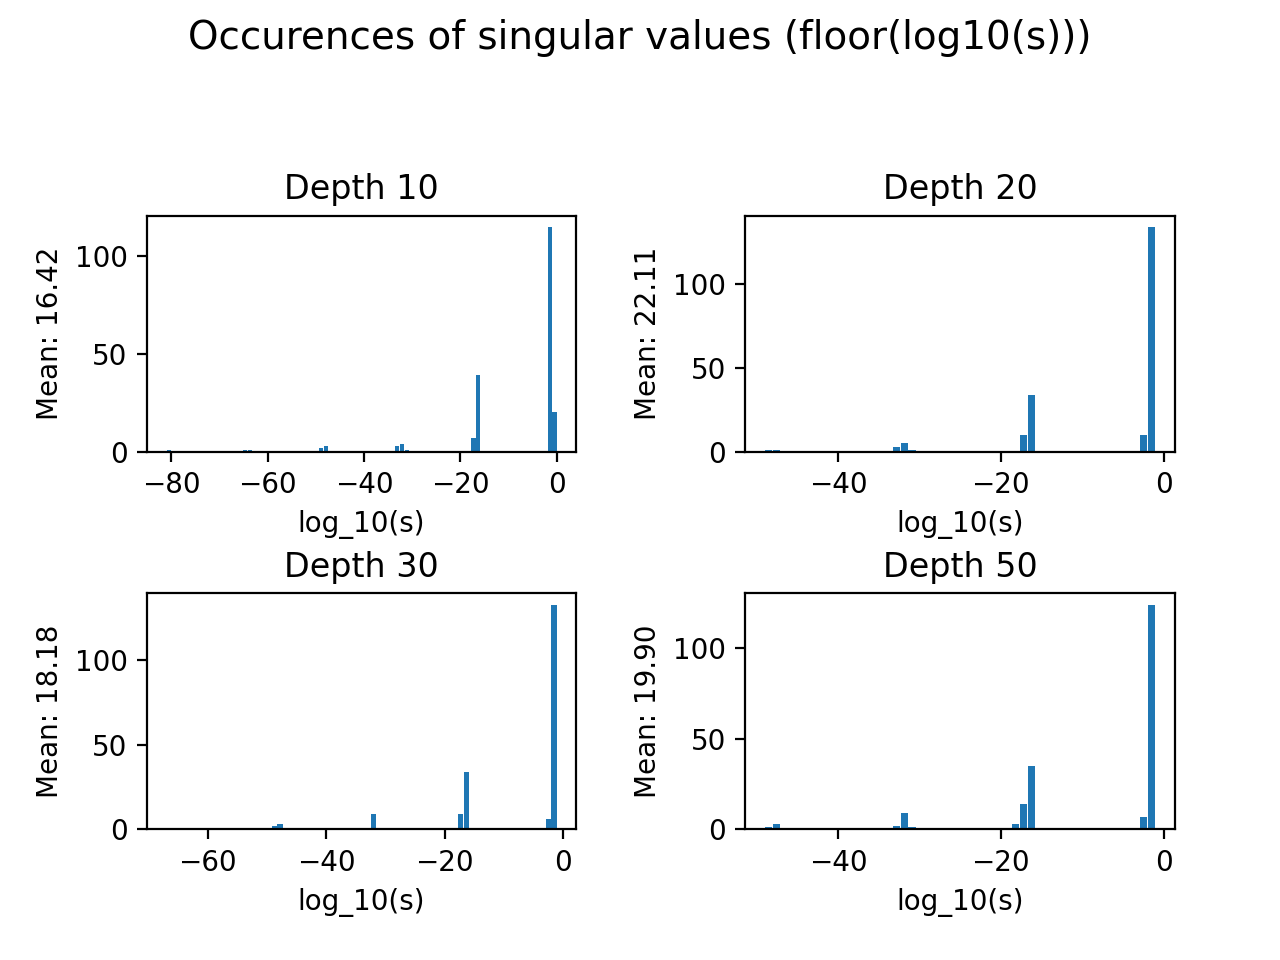 Occurences of singular values (floor(log10(s)))
Depth 10
Mean: 16.42
100
50
0
−80 −60 −40 −20 0
log_10(s)
Depth 20
Mean: 22.11
100
50
0
−40 −20 0
log_10(s)
Depth 30
Mean: 18.18
100
50
0
−60 −40 −20 0
log_10(s)
Depth 50
Mean: 19.90
100
50
0
−40 −20 0
log_10(s)